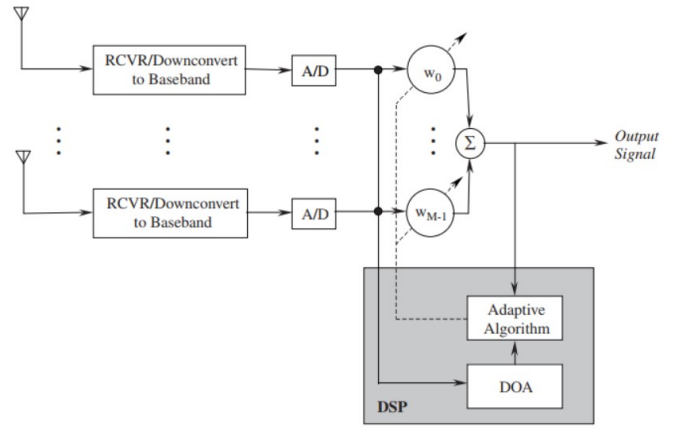 RCVR/Downconvert
to Baseband
A/D
w0
Σ
Output
Signal
RCVR/Downconvert
to Baseband
A/D
wM-1
Adaptive
Algorithm
DOA
DSP